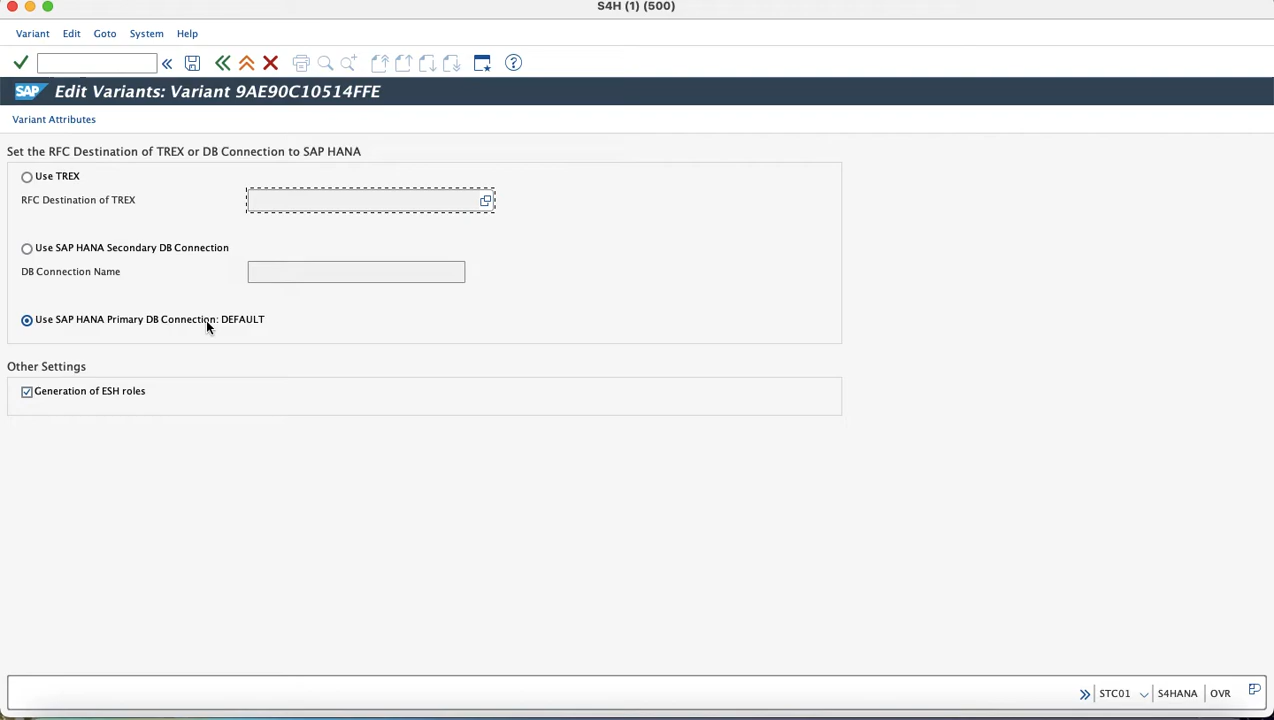 S4H (1) (500)
Variant Edit Goto System Help
SAP Edit Variants: Variant 9AE90C10514FFE
Variant Attributes
Set the RFC Destination of TREX or DB Connection to SAP HANA
Use TREX
RFC Destination of TREX
Use SAP HANA Secondary DB Connection
DB Connection Name
Use SAP HANA Primary DB Connection: DEFAULT
Other Settings
Generation of ESH roles
STC01 S4HANA OVR